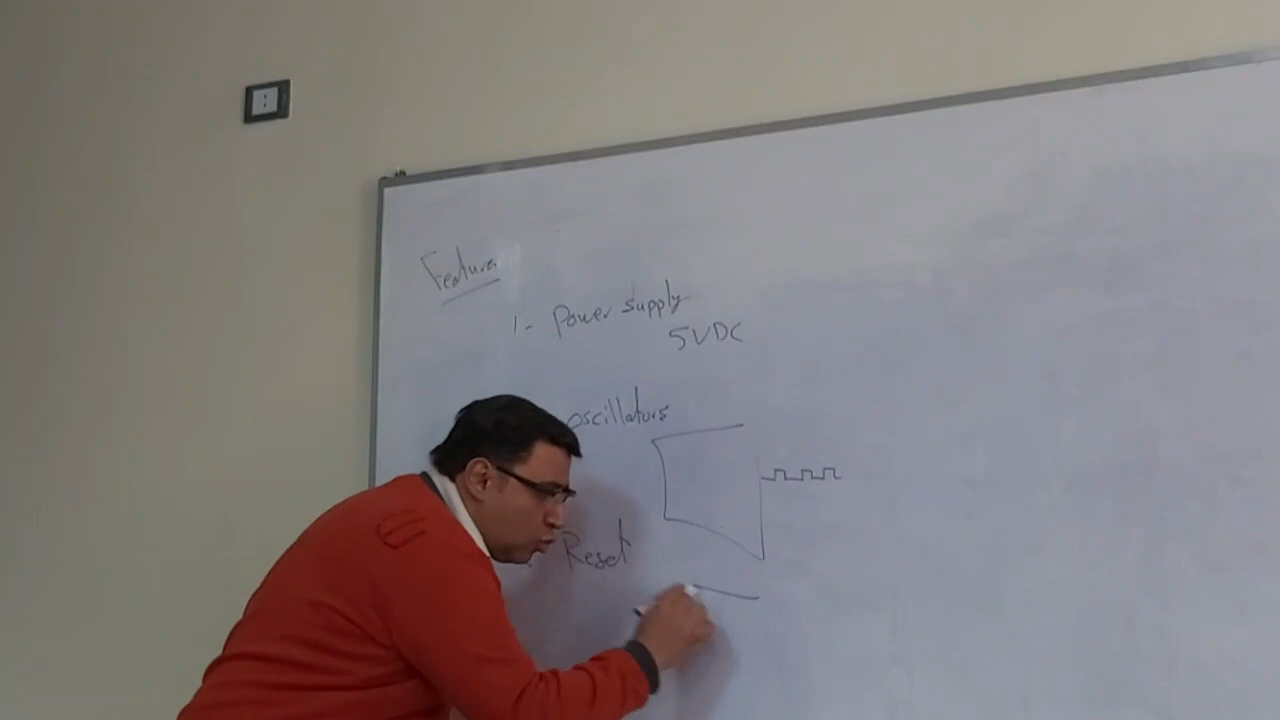 Features
1- Power supply
5VDC
oscillators
Reset